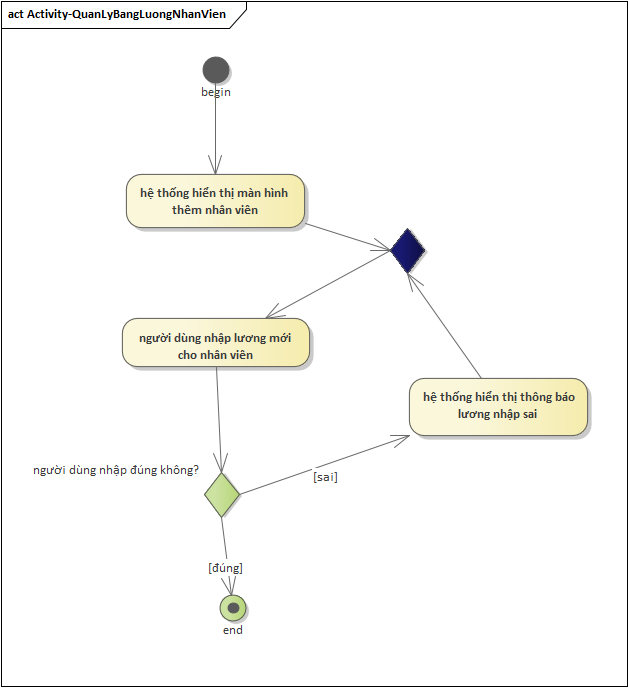 act Activity-QuanLyBangLuongNhanVien
begin
hệ thống hiển thị màn hình
thêm nhân viên
người dùng nhập lương mới
cho nhân viên
hệ thống hiển thị thông báo
lương nhập sai
người dùng nhập đúng không?
[sai]
[đúng]
end